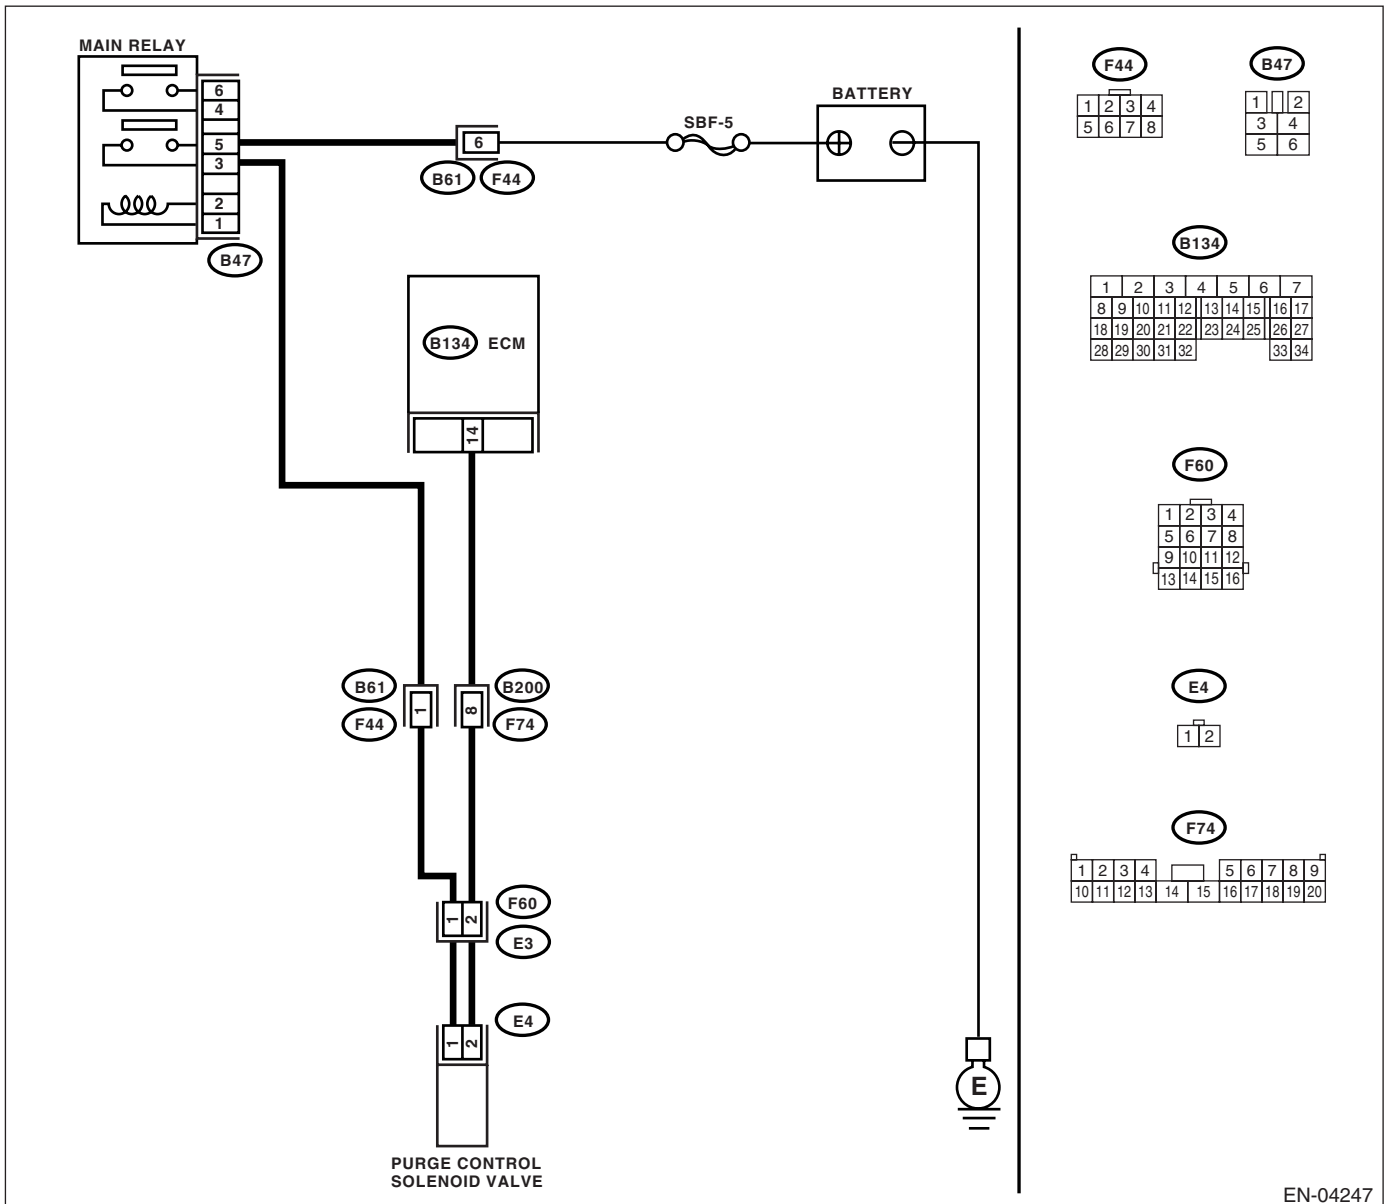 MAIN RELAY
6
4
5
3
2
1
B47
6
B61
F44
SBF-5
BATTERY
B134 ECM
14
B61
F44
1
8
B200
F74
1 2
F60
E3
E4
1 2
PURGE CONTROL
SOLENOID VALVE
E
F44
1 2 3 4
5 6 7 8
B47
1 2
3 4
5 6
B134
1 2 3 4 5 6 7
8 9 10 11 12 13 14 15 16 17
18 19 20 21 22 23 24 25 26 27
28 29 30 31 32 33 34
F60
1 2 3 4
5 6 7 8
9 10 11 12
13 14 15 16
E4
1 2
F74
1 2 3 4 5 6 7 8 9
10 11 12 13 14 15 16 17 18 19 20
EN-04247